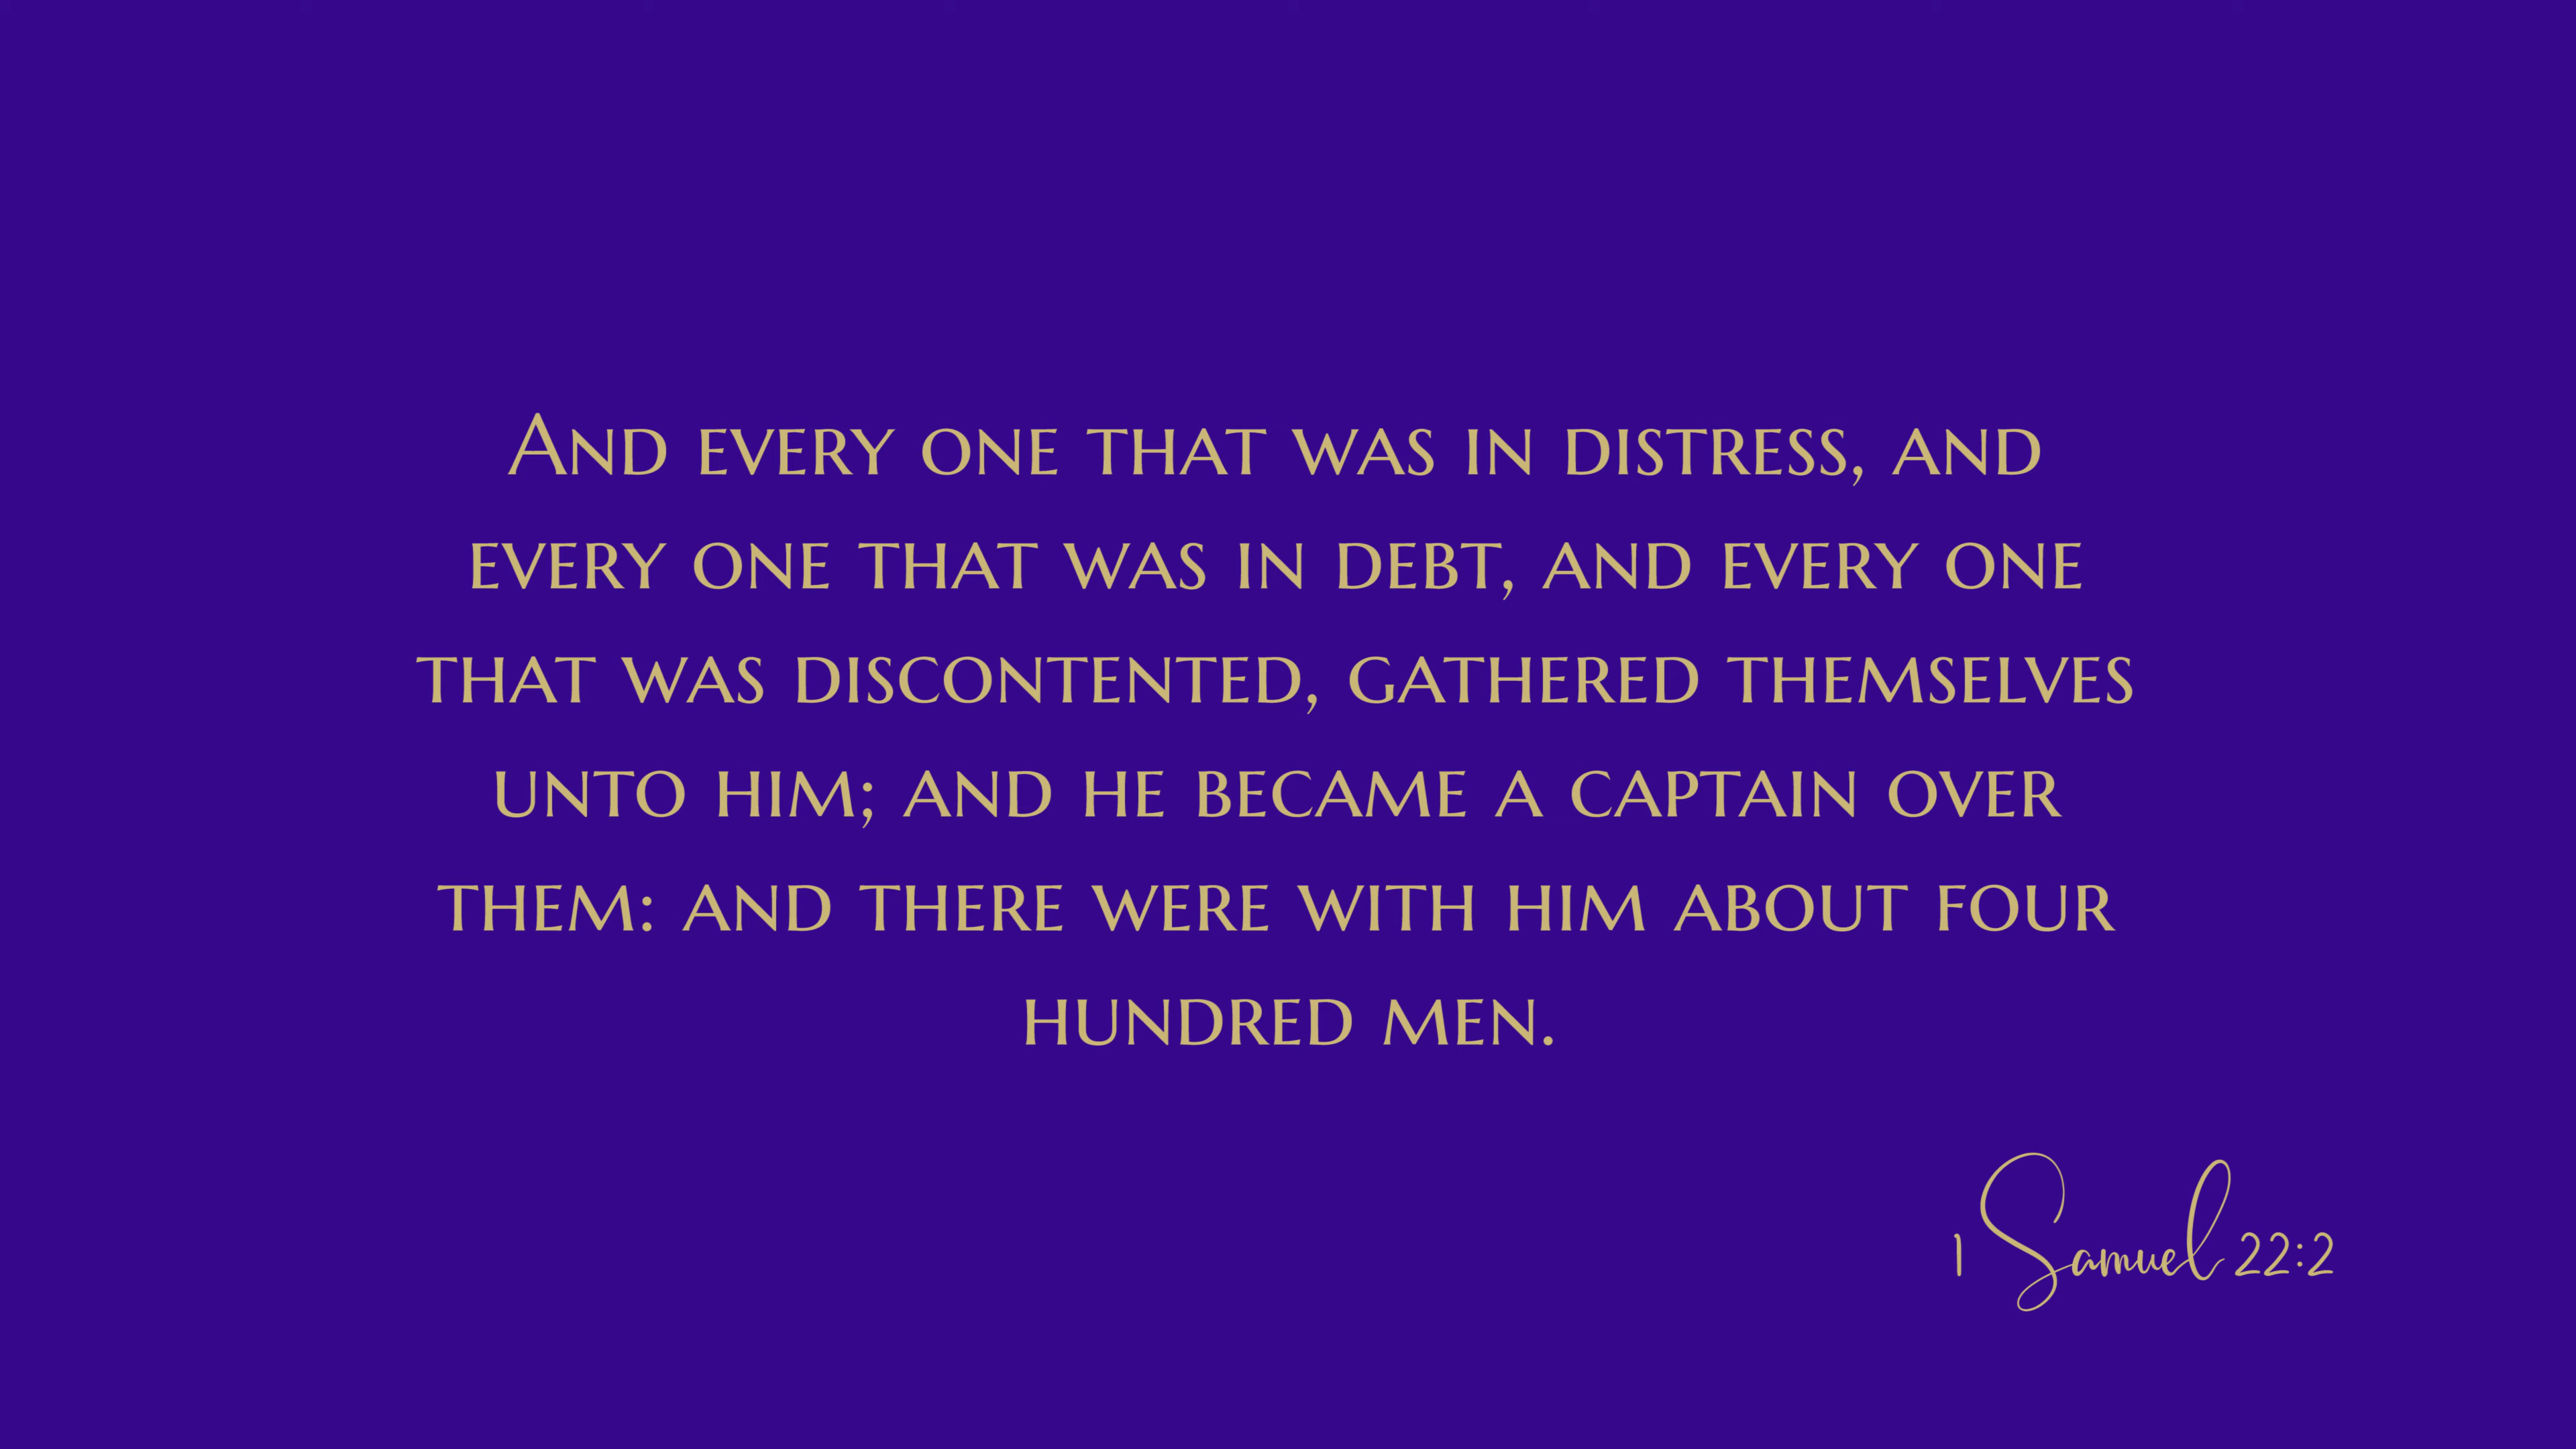 And every one that was in distress, and
every one that was in debt, and every one
that was discontented, gathered themselves
unto him; and he became a captain over
them: and there were with him about four
hundred men.
1 Samuel 22:2